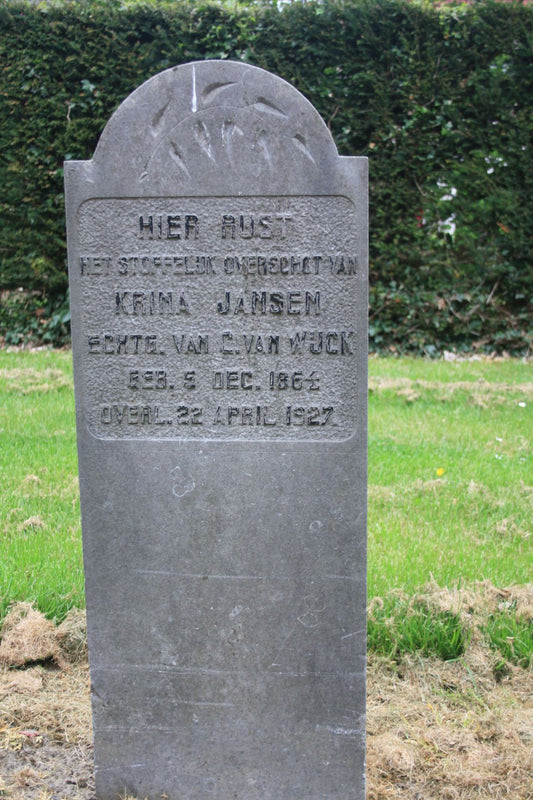 HIER RUST
HET STOFFELIJK OVERSCHOT VAN
KRINA JANSEN
ECHTG. VAN C. VAN WIJCK
GEB. 5 DEC. 1864
OVERL. 22 APRIL 1927.